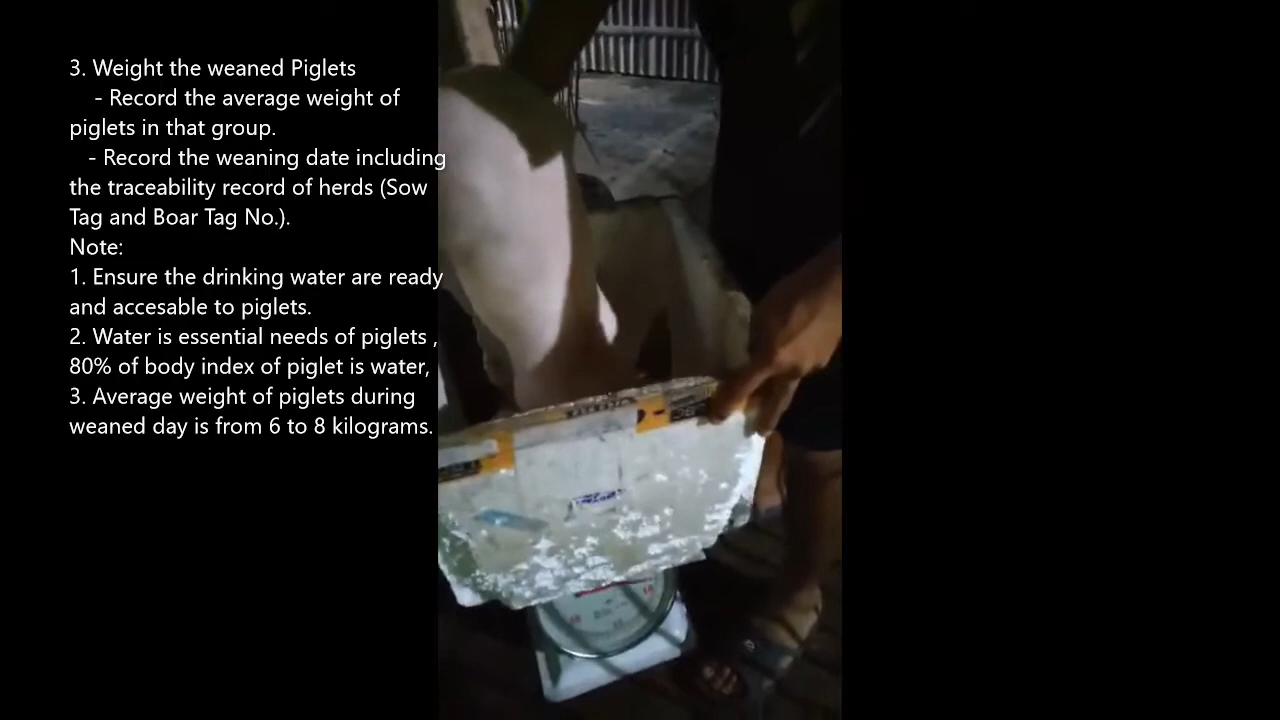 3. Weight the weaned Piglets
- Record the average weight of
piglets in that group.
- Record the weaning date including
the traceability record of herds (Sow
Tag and Boar Tag No.).
Note:
1. Ensure the drinking water are ready
and accesable to piglets.
2. Water is essential needs of piglets ,
80% of body index of piglet is water,
3. Average weight of piglets during
weaned day is from 6 to 8 kilograms.